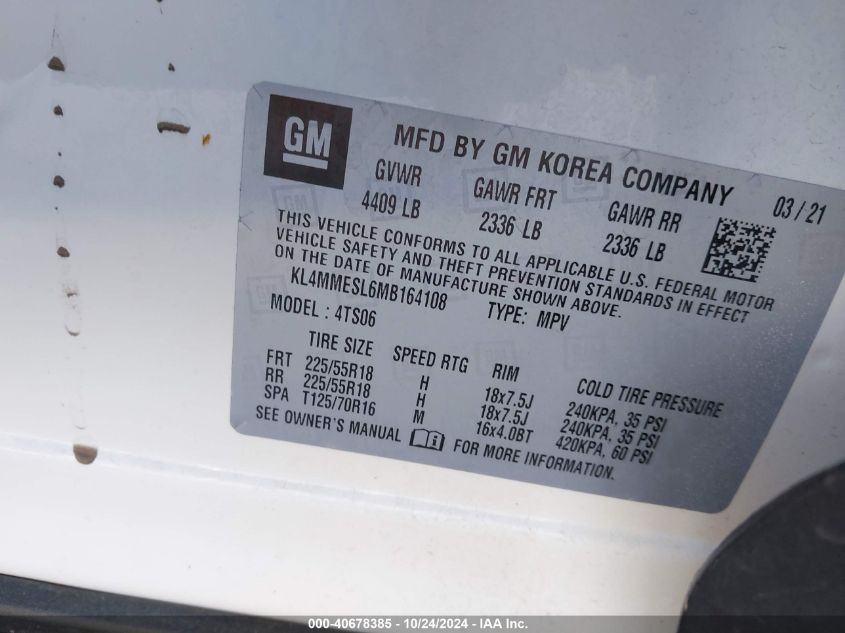 GM
MFD BY GM KOREA COMPANY 03/21
GVWR GAWR FRT GAWR RR
4409 LB 2336 LB 2336 LB
THIS VEHICLE CONFORMS TO ALL APPLICABLE U.S. FEDERAL MOTOR
VEHICLE SAFETY AND THEFT PREVENTION STANDARDS IN EFFECT
ON THE DATE OF MANUFACTURE SHOWN ABOVE.
KL4MMESL6MB164108 TYPE: MPV
MODEL : 4TS06
TIRE SIZE SPEED RTG RIM COLD TIRE PRESSURE
FRT 225/55R18 H 18x7.5J 240KPA, 35 PSI
RR 225/55R18 H 18x7.5J 240KPA, 35 PSI
SPA T125/70R16 M 16x4.0BT 420KPA, 60 PSI
SEE OWNER'S MANUAL FOR MORE INFORMATION.
000-40678385 - 10/24/2024 - IAA Inc.